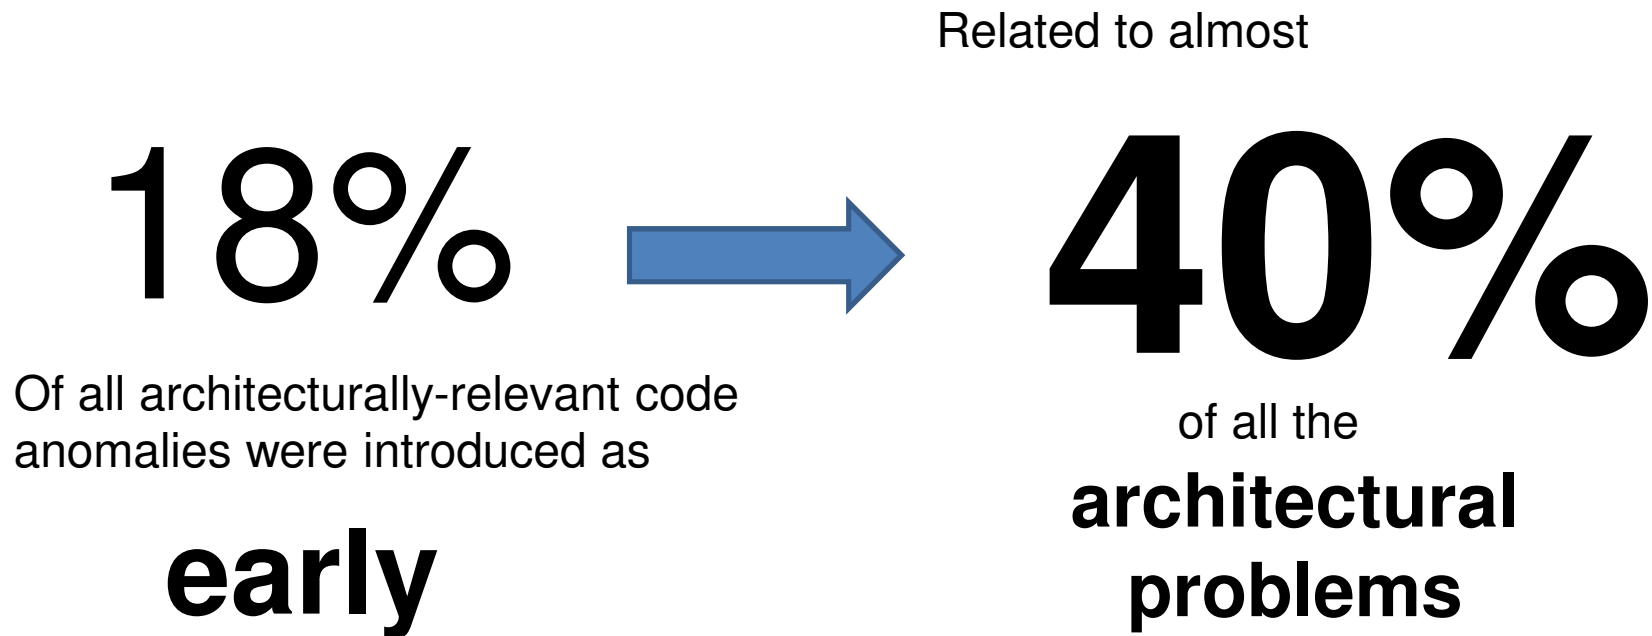 18%
Of all architecturally-relevant code
anomalies were introduced as
early
Related to almost
40%
of all the
architectural
problems